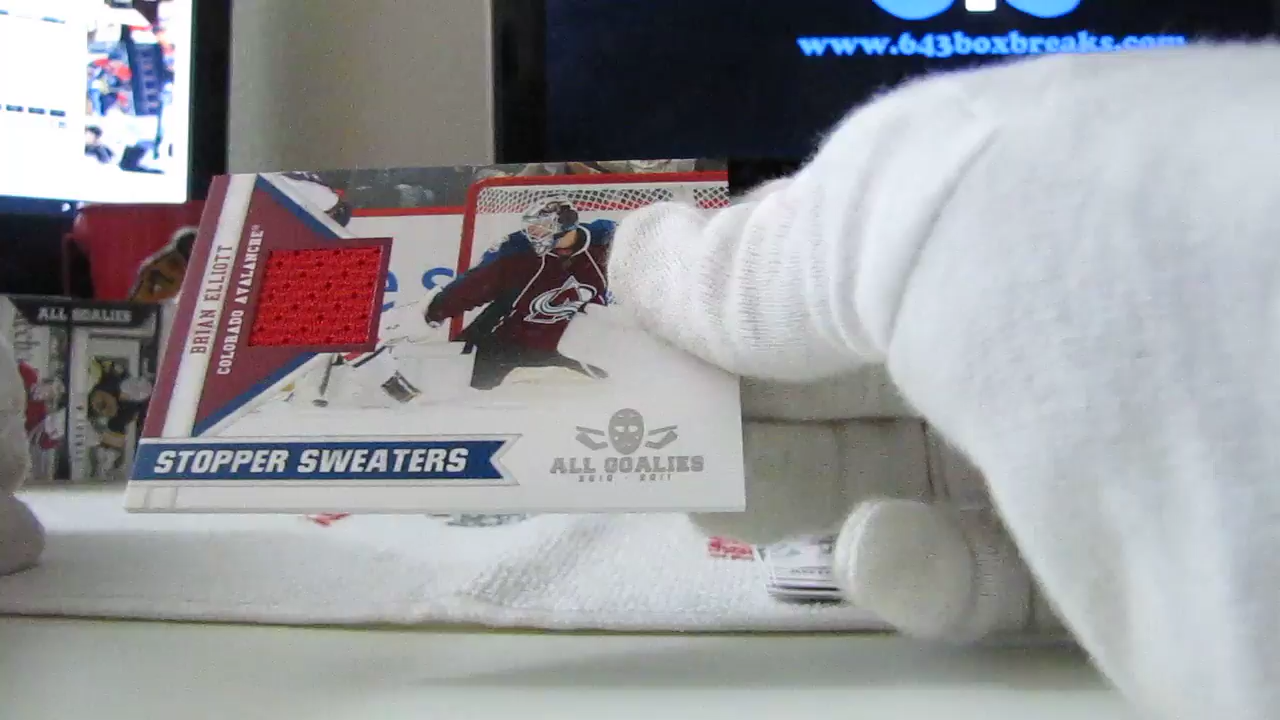 www.643boxbreaks.com
BRIAN ELLIOTT
COLORADO AVALANCHE®
STOPPER SWEATERS
ALL GOALIES
2010 - 2011
ALL GOALIES